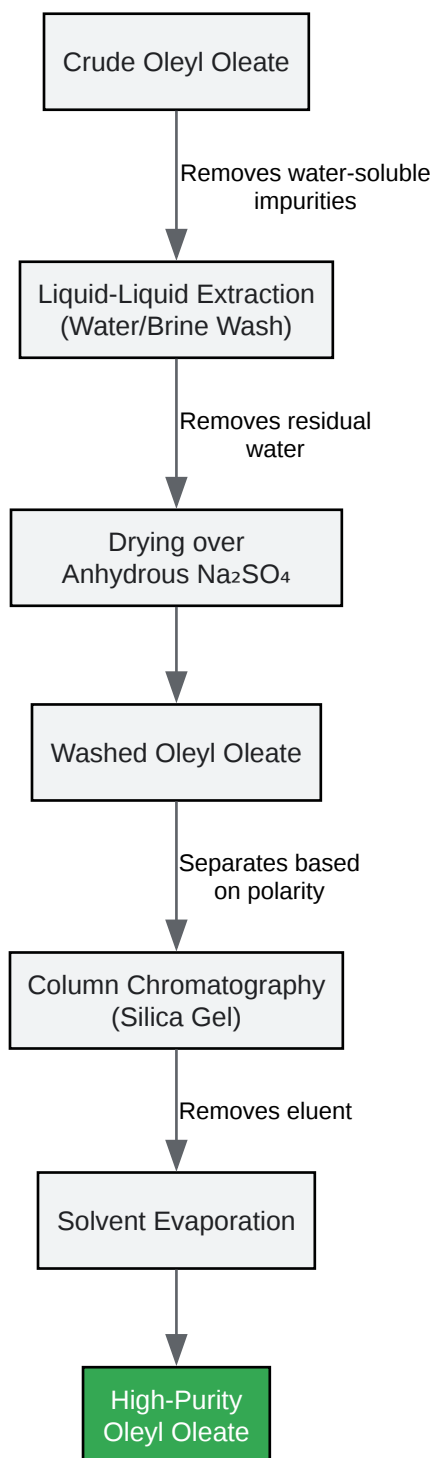 Crude Oleyl Oleate
Removes water-soluble
impurities
Liquid-Liquid Extraction
(Water/Brine Wash)
Removes residual
water
Drying over
Anhydrous Na₂SO₄
Washed Oleyl Oleate
Separates based
on polarity
Column Chromatography
(Silica Gel)
Removes eluent
Solvent Evaporation
High-Purity
Oleyl Oleate